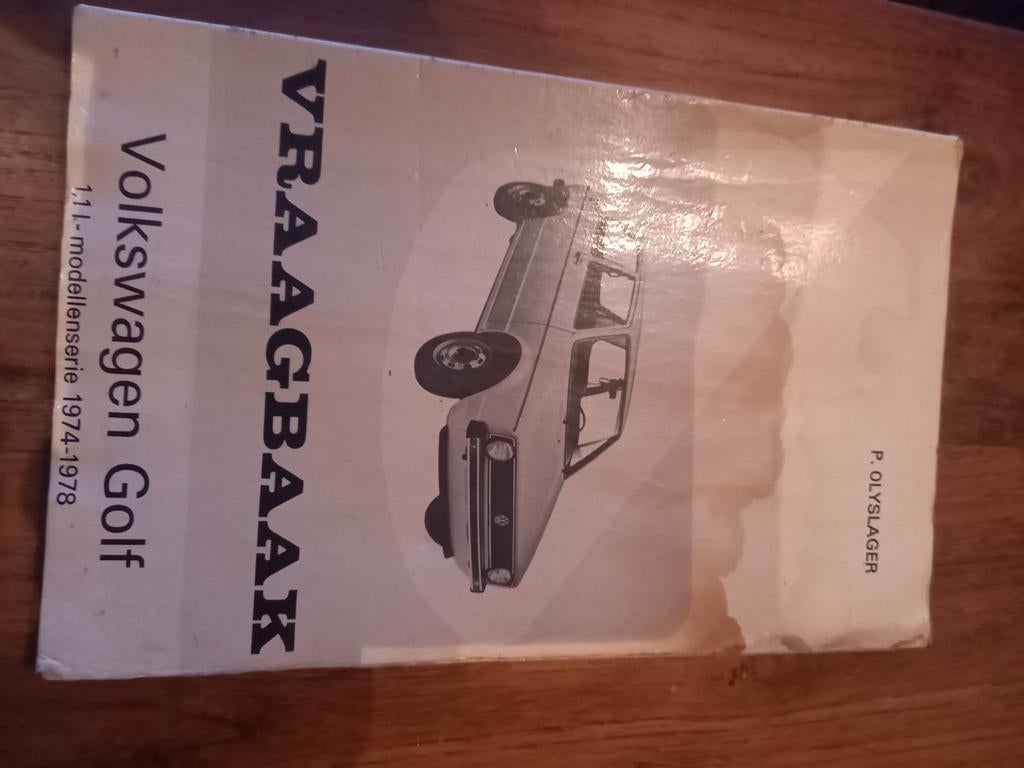 P. OLYSLAGER
VRAAGBAAK
Volkswagen Golf
1,1 l.- modellenserie 1974-1978